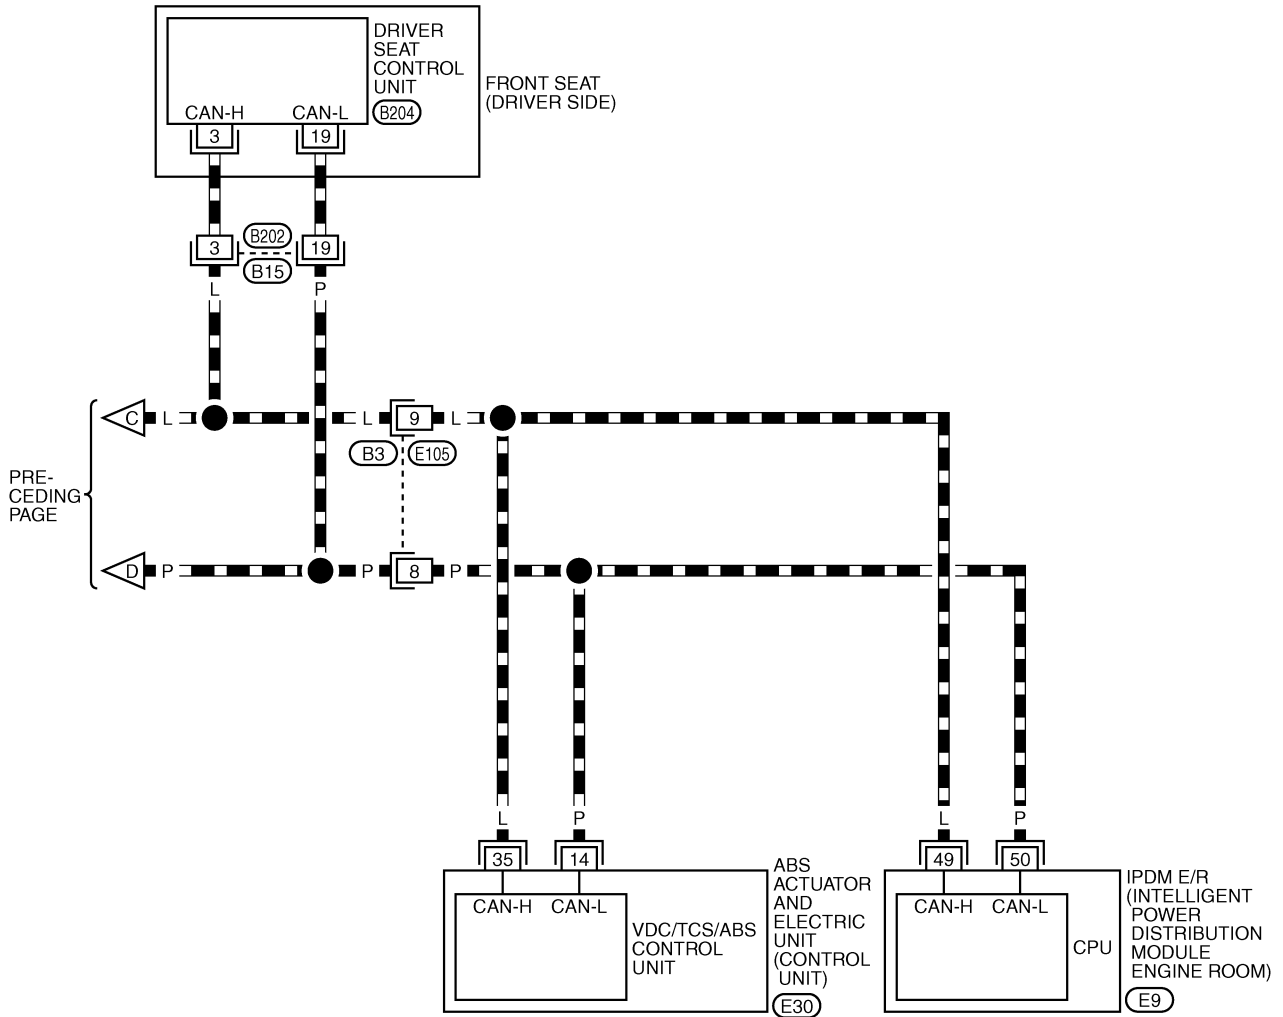 DRIVER
SEAT
CONTROL
UNIT
B204
FRONT SEAT
(DRIVER SIDE)
CAN-H
CAN-L
3
19
3
B202
19
B15
L
P
C
L
L
9
L
B3
E105
PRE-
CEDING
PAGE
D
P
P
8
P
L
P
L
P
35
14
49
50
CAN-H
CAN-L
VDC/TCS/ABS
CONTROL
UNIT
ABS
ACTUATOR
AND
ELECTRIC
UNIT
(CONTROL
UNIT)
E30
CAN-H
CAN-L
CPU
IPDM E/R
(INTELLIGENT
POWER
DISTRIBUTION
MODULE
ENGINE ROOM)
E9